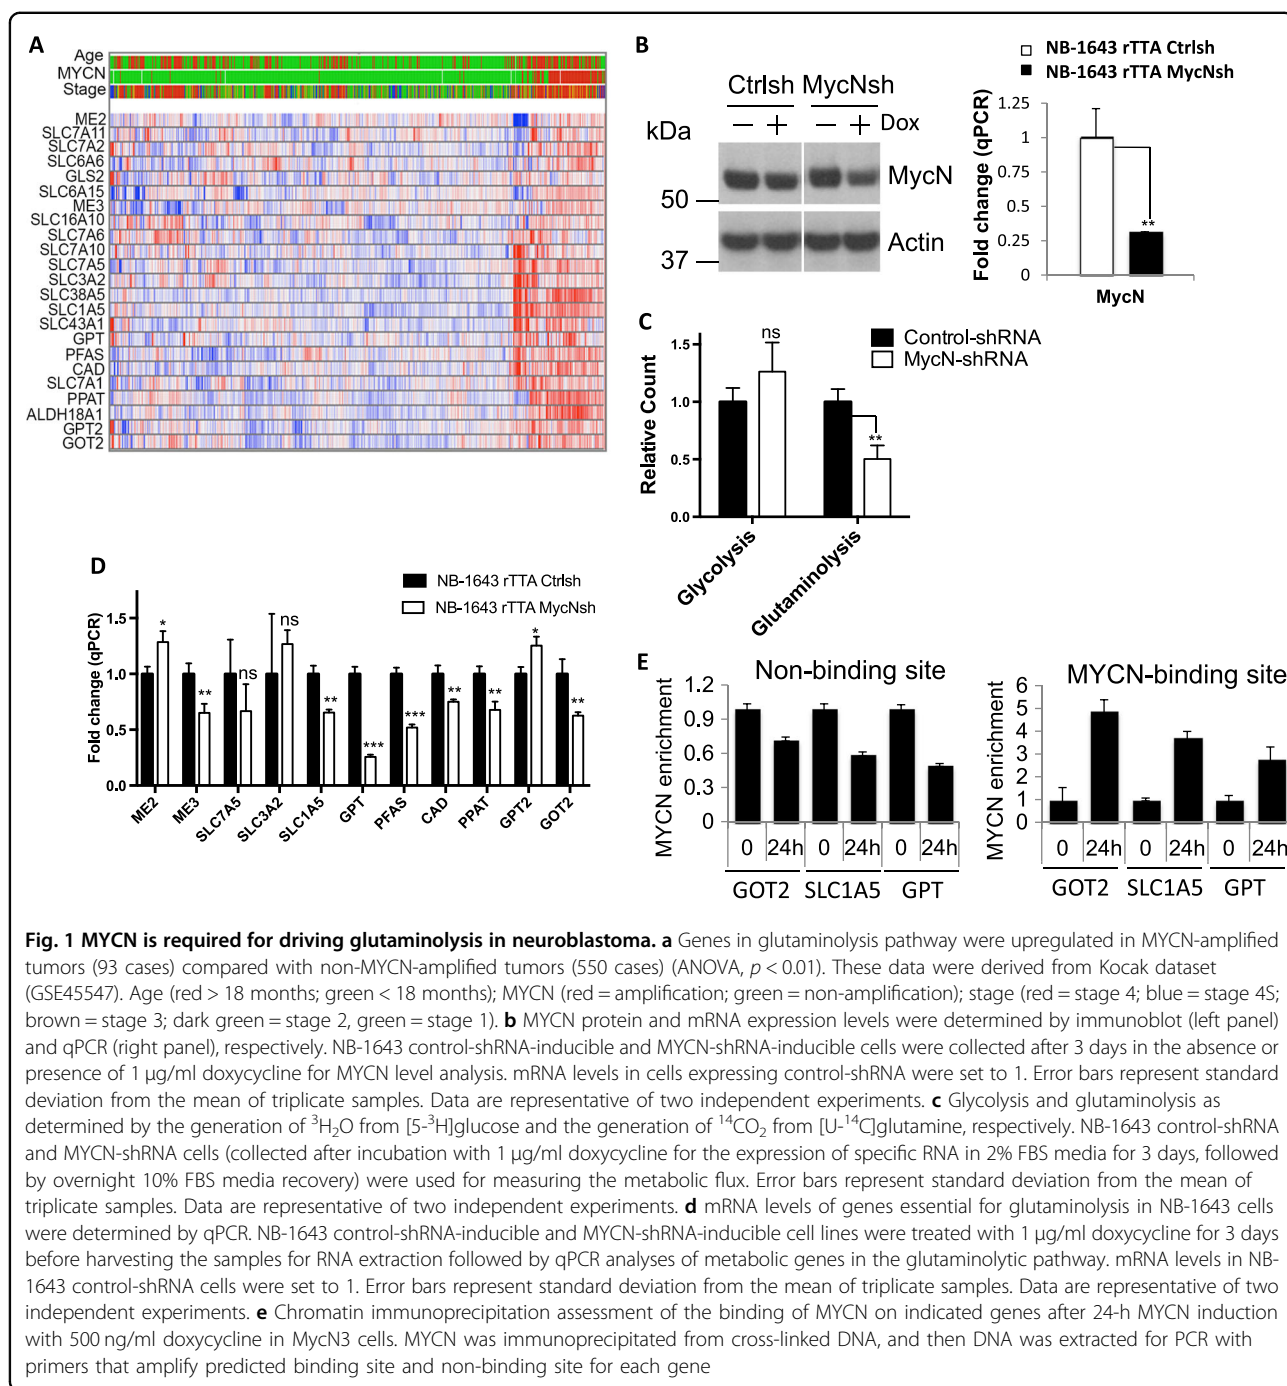 A
Age
MYCN
Stage
ME2
SLC7A11
SLC7A2
SLC6A6
GLS2
SLC6A15
ME3
SLC16A10
SLC7A6
SLC7A10
SLC7A5
SLC3A2
SLC38A5
SLC1A5
SLC43A1
GPT
PFAS
CAD
SLC7A1
PPAT
ALDH18A1
GPT2
GOT2
B
Ctrlsh MycNsh
kDa
− + − + Dox
MycN
50
Actin
37
NB-1643 rTTA Ctrlsh
NB-1643 rTTA MycNsh
Fold change (qPCR)
1.25
1
0.75
0.5
0.25
0
**
MycN
C
Control-shRNA
MycN-shRNA
Relative Count
1.5
1.0
0.5
0.0
ns
**
Glycolysis
Glutaminolysis
D
NB-1643 rTTA Ctrlsh
NB-1643 rTTA MycNsh
Fold change (qPCR)
1.5
1.0
0.5
0.0
* ** ns ns ** *** *** ** ** * **
ME2 ME3 SLC7A5 SLC3A2 SLC1A5 GPT PFAS CAD PPAT GPT2 GOT2
E
Non-binding site
MYCN enrichment
1.2
0.9
0.6
0.3
0
0 24h 0 24h 0 24h
GOT2 SLC1A5 GPT
MYCN-binding site
MYCN enrichment
6
5
4
3
2
1
0
0 24h 0 24h 0 24h
GOT2 SLC1A5 GPT
Fig. 1 MYCN is required for driving glutaminolysis in neuroblastoma. a Genes in glutaminolysis pathway were upregulated in MYCN-amplified
tumors (93 cases) compared with non-MYCN-amplified tumors (550 cases) (ANOVA, p < 0.01). These data were derived from Kocak dataset
(GSE45547). Age (red > 18 months; green < 18 months); MYCN (red = amplification; green = non-amplification); stage (red = stage 4; blue = stage 4S;
brown = stage 3; dark green = stage 2, green = stage 1). b MYCN protein and mRNA expression levels were determined by immunoblot (left panel)
and qPCR (right panel), respectively. NB-1643 control-shRNA-inducible and MYCN-shRNA-inducible cells were collected after 3 days in the absence or
presence of 1 µg/ml doxycycline for MYCN level analysis. mRNA levels in cells expressing control-shRNA were set to 1. Error bars represent standard
deviation from the mean of triplicate samples. Data are representative of two independent experiments. c Glycolysis and glutaminolysis as
determined by the generation of ³H₂O from [5-³H]glucose and the generation of ¹⁴CO₂ from [U-¹⁴C]glutamine, respectively. NB-1643 control-shRNA
and MYCN-shRNA cells (collected after incubation with 1 µg/ml doxycycline for the expression of specific RNA in 2% FBS media for 3 days, followed
by overnight 10% FBS media recovery) were used for measuring the metabolic flux. Error bars represent standard deviation from the mean of
triplicate samples. Data are representative of two independent experiments. d mRNA levels of genes essential for glutaminolysis in NB-1643 cells
were determined by qPCR. NB-1643 control-shRNA-inducible and MYCN-shRNA-inducible cell lines were treated with 1 µg/ml doxycycline for 3 days
before harvesting the samples for RNA extraction followed by qPCR analyses of metabolic genes in the glutaminolytic pathway. mRNA levels in NB-
1643 control-shRNA cells were set to 1. Error bars represent standard deviation from the mean of triplicate samples. Data are representative of two
independent experiments. e Chromatin immunoprecipitation assessment of the binding of MYCN on indicated genes after 24-h MYCN induction
with 500 ng/ml doxycycline in MycN3 cells. MYCN was immunoprecipitated from cross-linked DNA, and then DNA was extracted for PCR with
primers that amplify predicted binding site and non-binding site for each gene